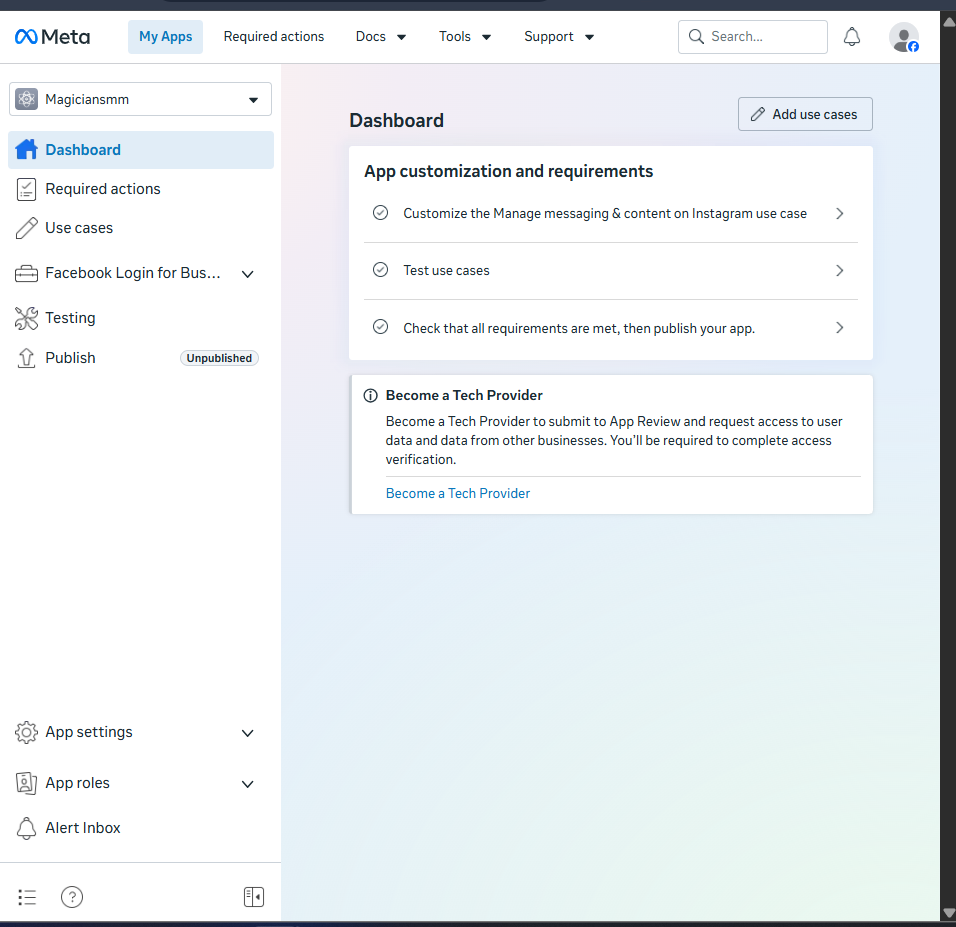 Meta
My Apps
Required actions
Docs
Tools
Support
Search...
Magiciansmm
Dashboard
Required actions
Use cases
Facebook Login for Bus...
Testing
Publish
Unpublished
App settings
App roles
Alert Inbox
Dashboard
Add use cases
App customization and requirements
Customize the Manage messaging & content on Instagram use case
Test use cases
Check that all requirements are met, then publish your app.
Become a Tech Provider
Become a Tech Provider to submit to App Review and request access to user
data and data from other businesses. You'll be required to complete access
verification.
Become a Tech Provider